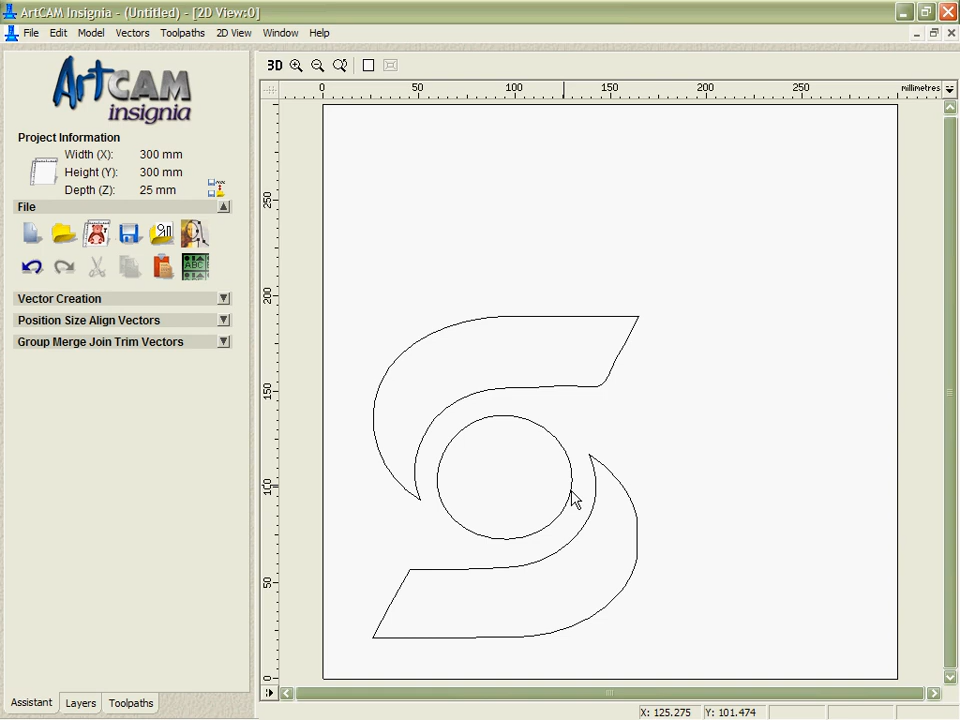 ArtCAM Insignia - (Untitled) - [2D View:0]
File Edit Model Vectors Toolpaths 2D View Window Help
3D
ArtCAM
insignia
0 50 100 150 200 250 millimetres
Project Information
Width (X): 300 mm
Height (Y): 300 mm
Depth (Z): 25 mm
File
Vector Creation
Position Size Align Vectors
Group Merge Join Trim Vectors
250
200
150
100
50
0
Assistant Layers Toolpaths
X: 125.275 Y: 101.474